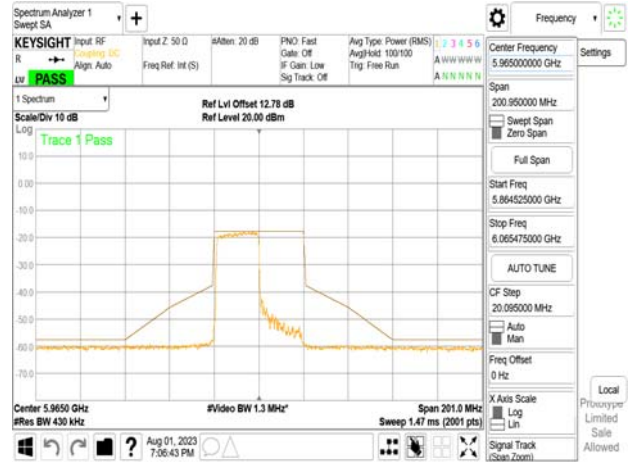 Spectrum Analyzer 1
Swept SA
+
KEYSIGHT
R
LV PASS
Input: RF
Coupling: DC
Align: Auto
Input Z: 50 Ω
Freq Ref: Int (S)
#Atten: 20 dB
PNO: Fast
Gate: Off
IF Gain: Low
Sig Track: Off
Avg Type: Power (RMS)
Avg|Hold: 100/100
Trig: Free Run
1 2 3 4 5 6
A W W W W W
A N N N N N
1 Spectrum
Scale/Div 10 dB
Ref Lvl Offset 12.78 dB
Ref Level 20.00 dBm
Log
Trace 1 Pass
10.0
0.00
-10.0
-20.0
-30.0
-40.0
-50.0
-60.0
-70.0
Center 5.9650 GHz
#Res BW 430 kHz
#Video BW 1.3 MHz*
Span 201.0 MHz
Sweep 1.47 ms (2001 pts)
?
Aug 01, 2023
7:06:43 PM
Frequency
Center Frequency
5.965000000 GHz
Settings
Span
200.950000 MHz
Swept Span
Zero Span
Full Span
Start Freq
5.864525000 GHz
Stop Freq
6.065475000 GHz
AUTO TUNE
CF Step
20.095000 MHz
Auto
Man
Freq Offset
0 Hz
X Axis Scale
Log
Lin
Signal Track
(Span Zoom)
Local
Prototype
Limited
Sale
Allowed